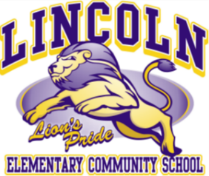 LINCOLN
Lion's
Pride
ELEMENTARY COMMUNITY SCHOOL